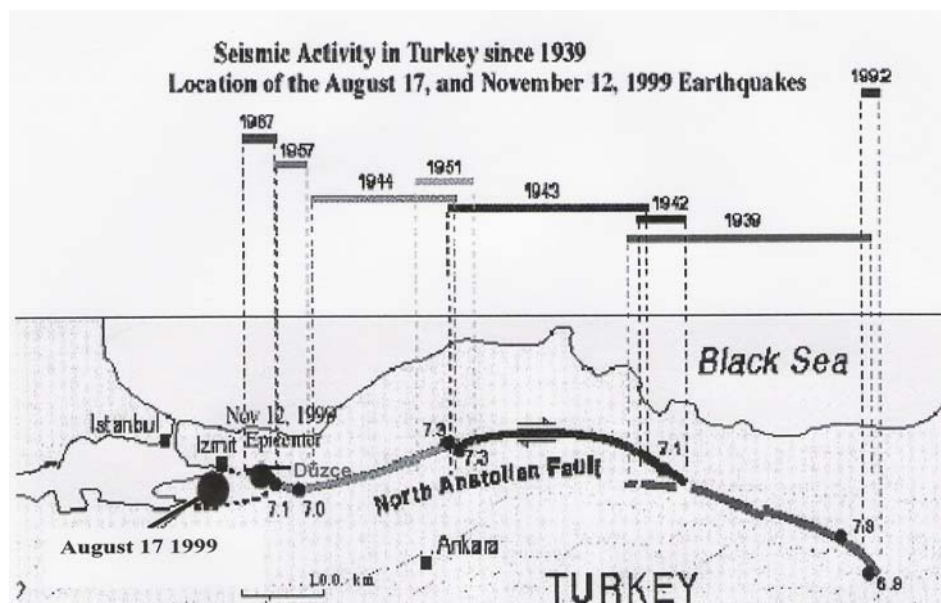 Seismic Activity in Turkey since 1939
Location of the August 17, and November 12, 1999 Earthquakes
1992
1967
1957
1951
1944
1943
1942
1939
Black Sea
Nov 12, 1999
Epicenter
Istanbul
Izmit
Düzce
7.3
7.3
7.1
North Anatolian Fault
7.1
7.0
7.8
6.9
August 17 1999
Ankara
100 km
TURKEY